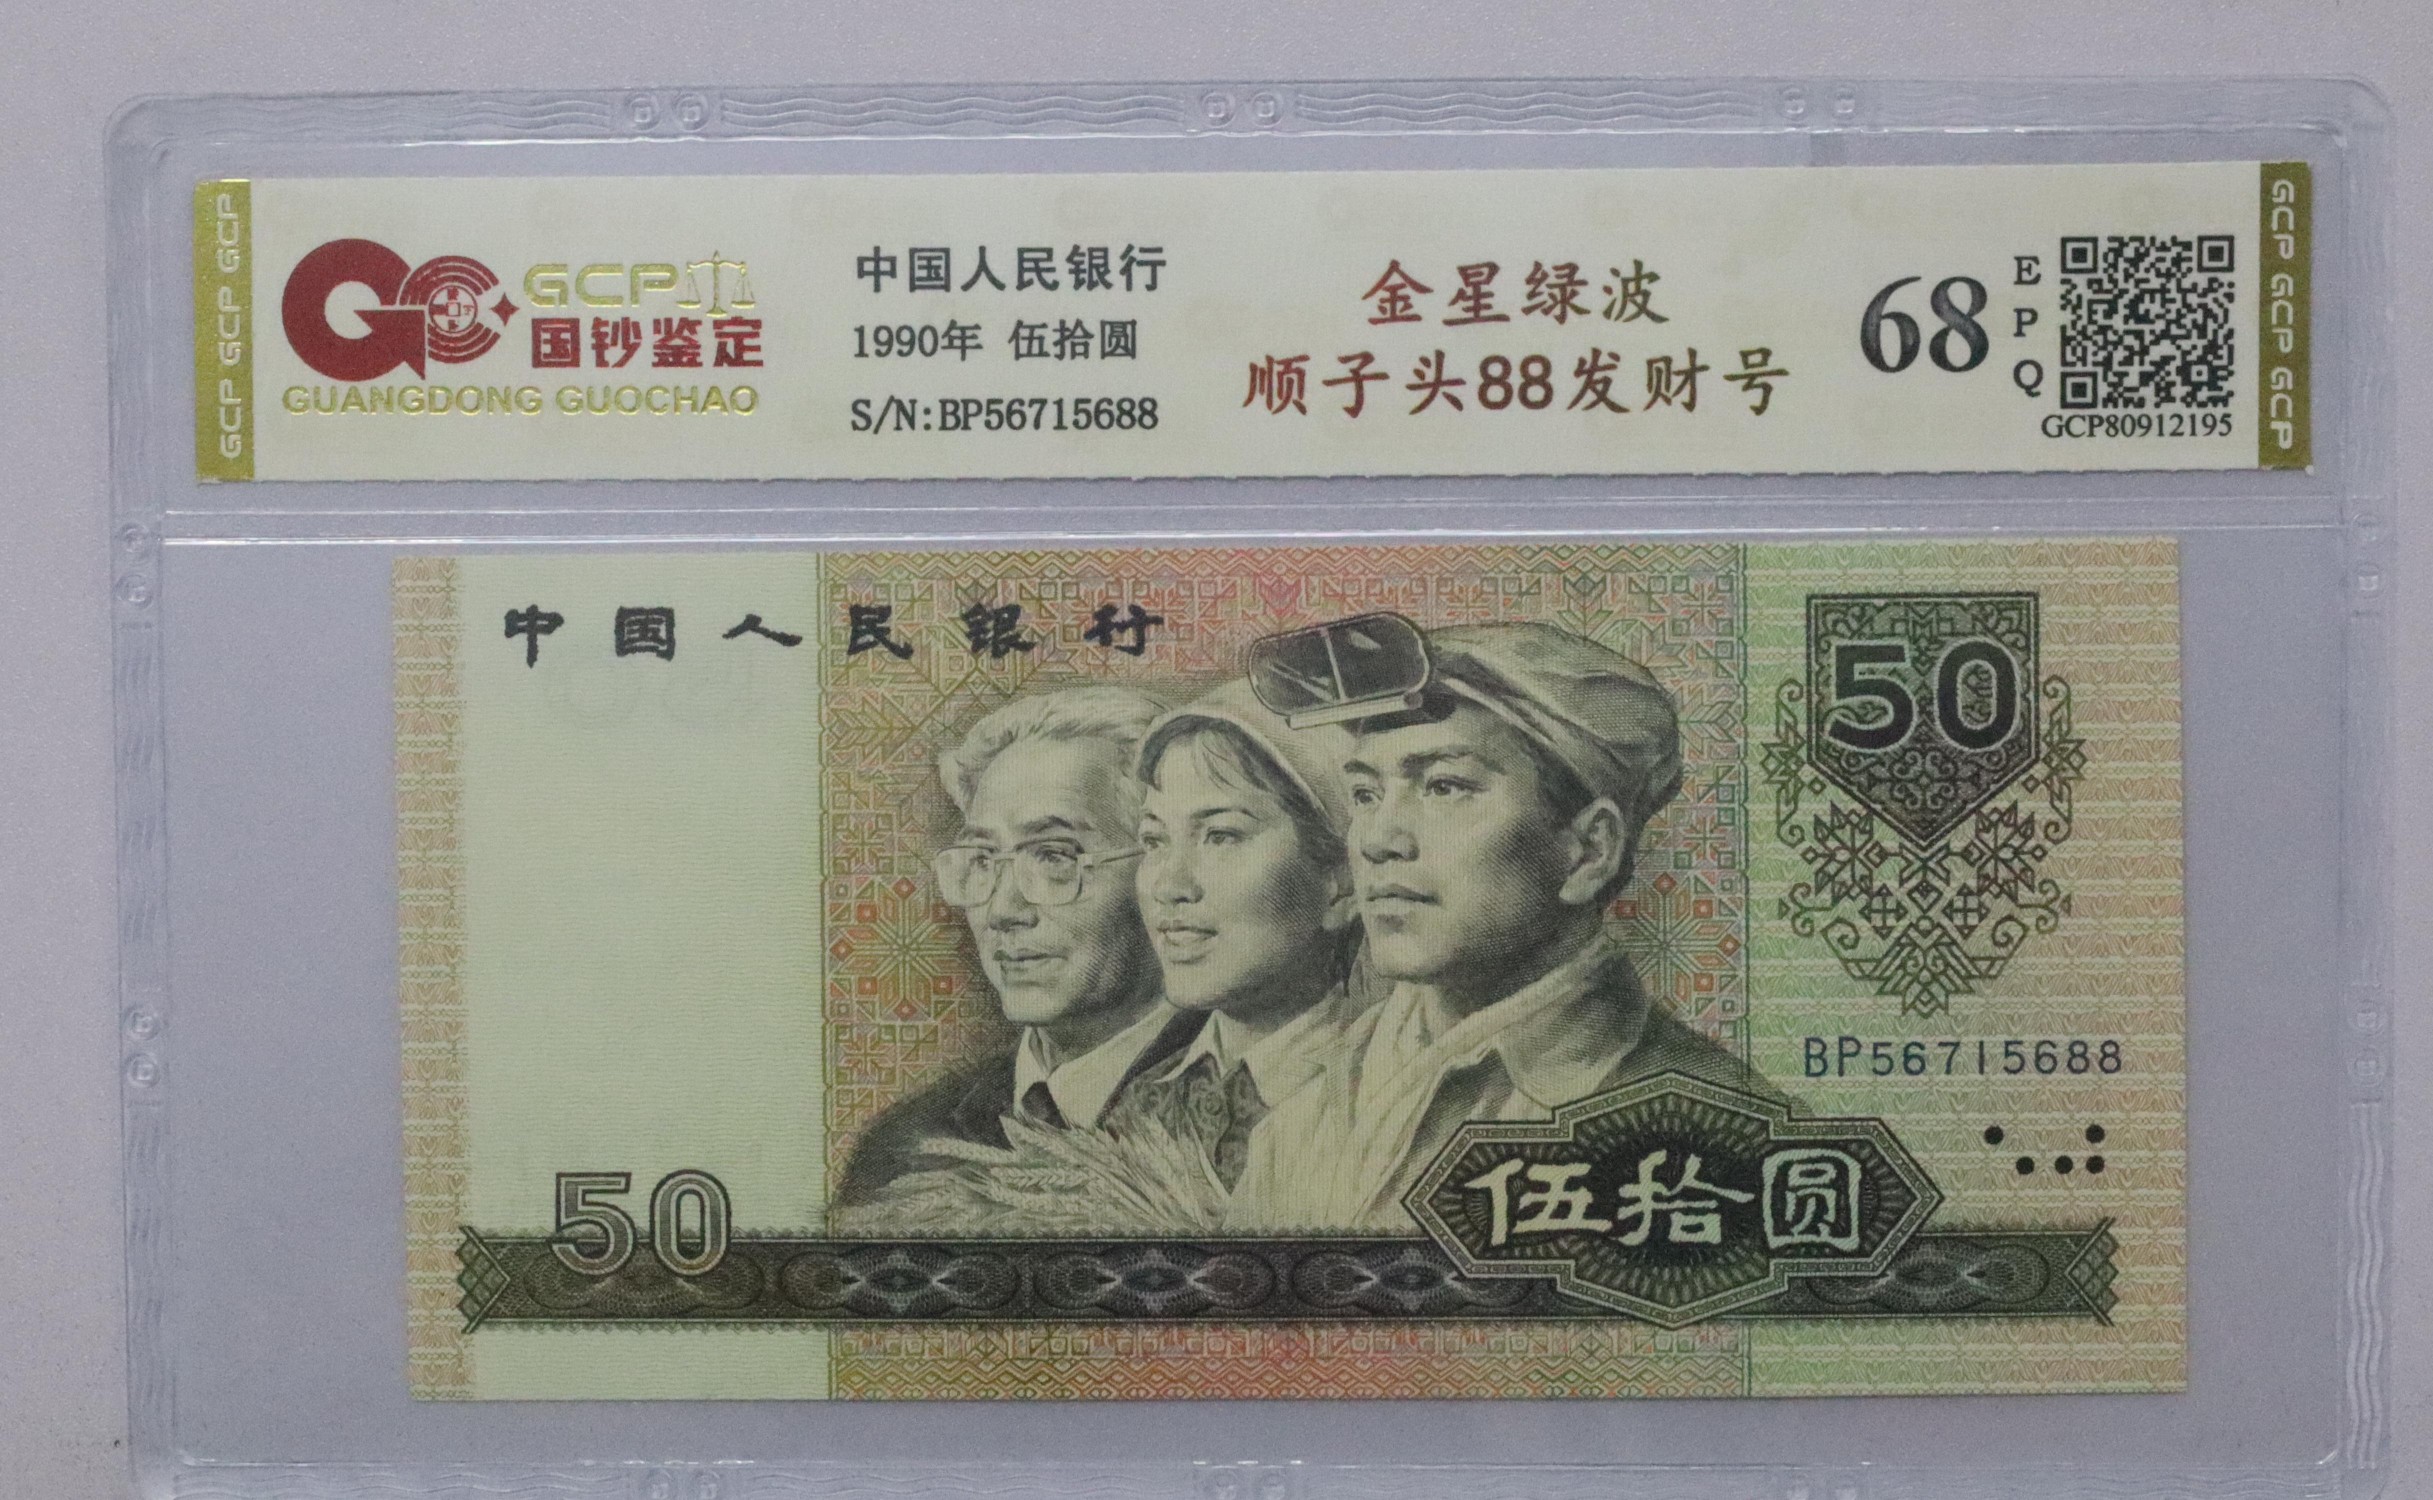 GCP GCP GCP
GCP
国钞鉴定
GUANGDONG GUOCHAO
中国人民银行
1990年 伍拾圆
S/N:BP56715688
金星绿波
顺子头88发财号
68
EPQ
GCP80912195
GCP GCP GCP
中国人民银行
50
BP56715688
50
伍拾圆